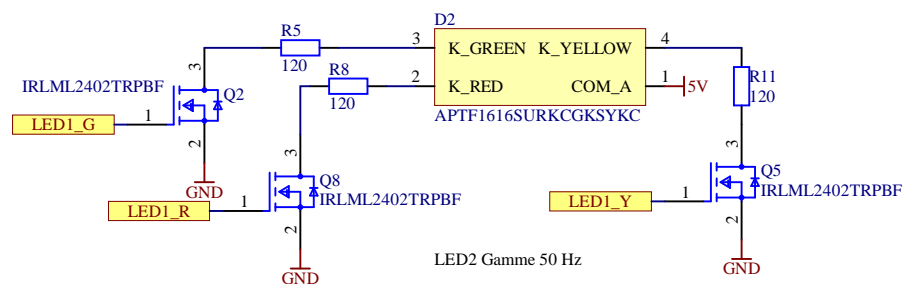 D2
R5
3
K_GREEN
K_YELLOW
4
120
R8
2
K_RED
COM_A
1
5V
R11
120
120
APTF1616SURKCGKSYKC
3
IRLML2402TRPBF
Q2
1
LED1_G
2
GND
3
Q8
IRLML2402TRPBF
1
LED1_R
2
GND
3
Q5
IRLML2402TRPBF
1
LED1_Y
2
GND
LED2 Gamme 50 Hz